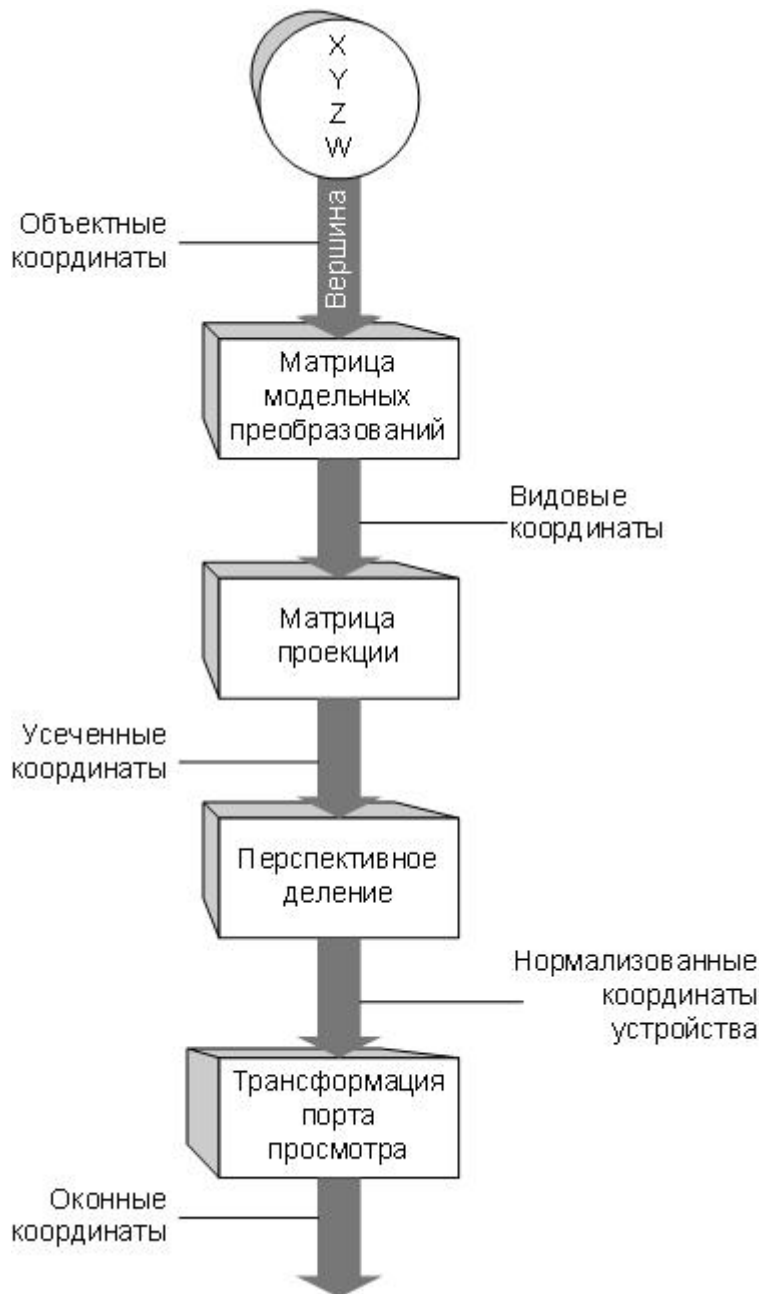 X
Y
Z
W
Вершина
Объектные
координаты
Матрица
модельных
преобразований
Видовые
координаты
Матрица
проекции
Усеченные
координаты
Перспективное
деление
Нормализованные
координаты
устройства
Трансформация
порта
просмотра
Оконные
координаты